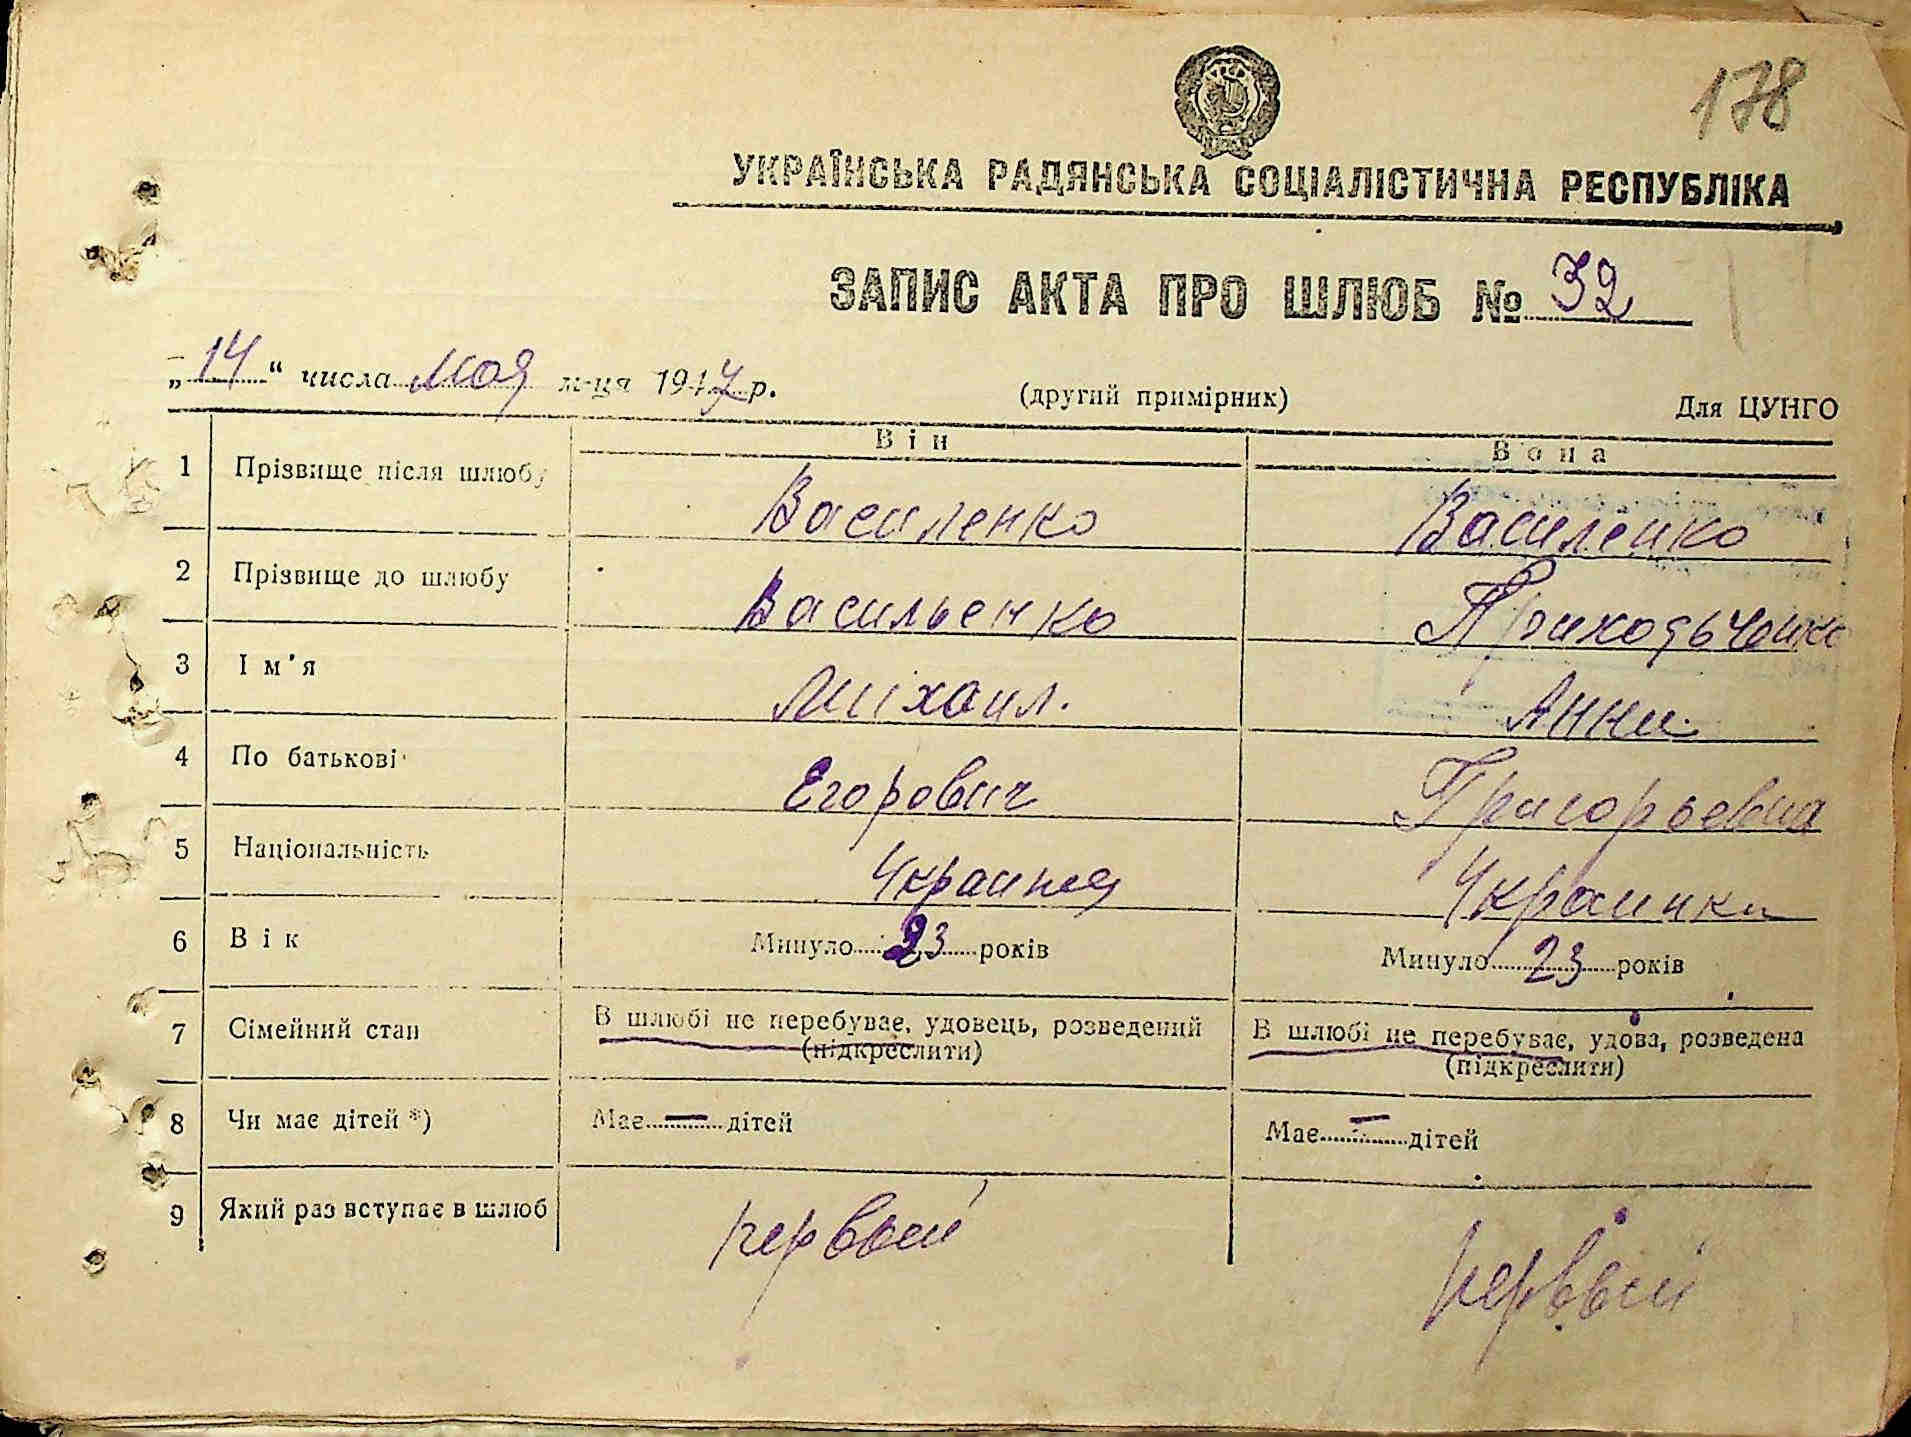 178
УКРАЇНСЬКА РАДЯНСЬКА СОЦІАЛІСТИЧНА РЕСПУБЛІКА
ЗАПИС АКТА ПРО ШЛЮБ № 32
„14“ числа мая м-ця 1947 р. (другий примірник) Для ЦУНГО
Він Вона
1 Прізвище після шлюбу Василенко Василенко
2 Прізвище до шлюбу Васильенко Приходьченко
3 Ім'я Міхаил. Анна
4 По батькові Егорович Григорьевна
5 Національність Украинец Украинка
6 Вік Минуло 23 років Минуло 23 років
7 Сімейний стан В шлюбі не перебуває, удовець, розведений В шлюбі не перебуває, удова, розведена
(підкреслити) (підкреслити)
8 Чи має дітей *) Має — дітей Має — дітей
9 Який раз вступає в шлюб первый первый